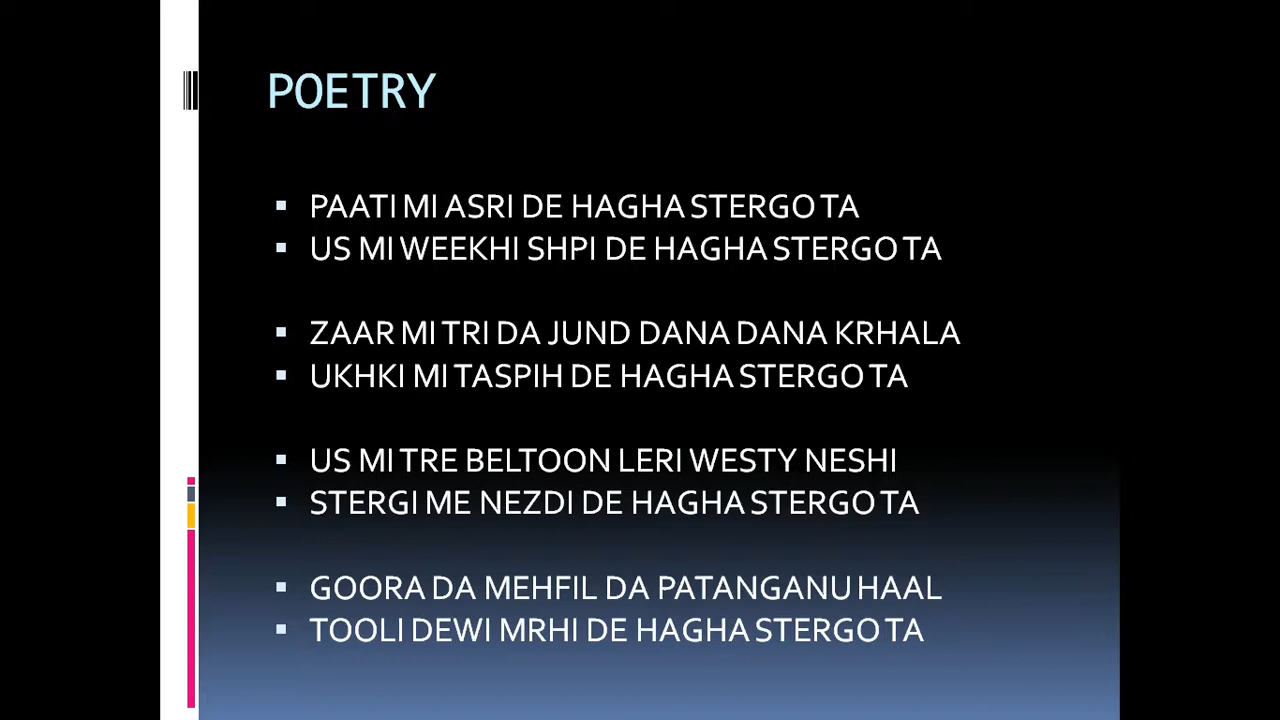 POETRY
PAATI MI ASRI DE HAGHA STERGO TA
US MI WEEKHI SHPI DE HAGHA STERGO TA
ZAAR MI TRI DA JUND DANA DANA KRHALA
UKHKI MI TASPIH DE HAGHA STERGO TA
US MI TRE BELTOON LERI WESTY NESHI
STERGI ME NEZDI DE HAGHA STERGO TA
GOORA DA MEHFIL DA PATANGANU HAAL
TOOLI DEWI MRHI DE HAGHA STERGO TA